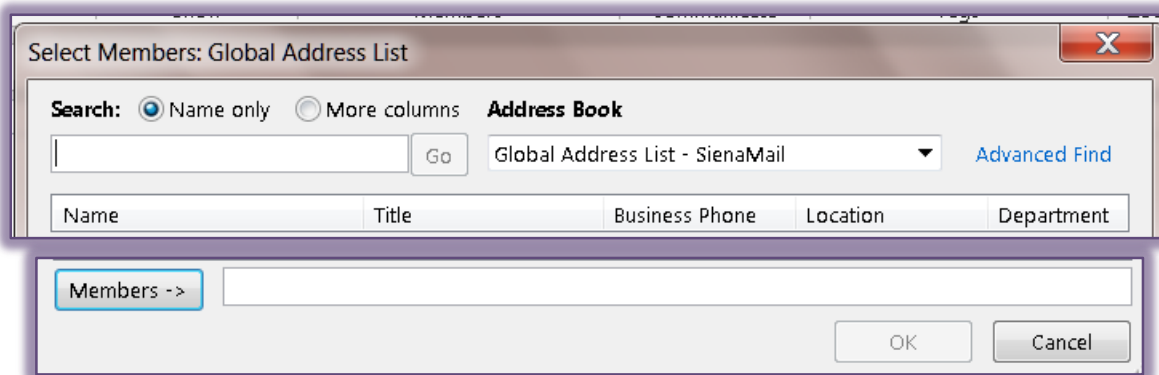 Select Members: Global Address List
X
Search: Name only More columns Address Book
Go Global Address List - SienaMail Advanced Find
Name Title Business Phone Location Department
Members ->
OK Cancel